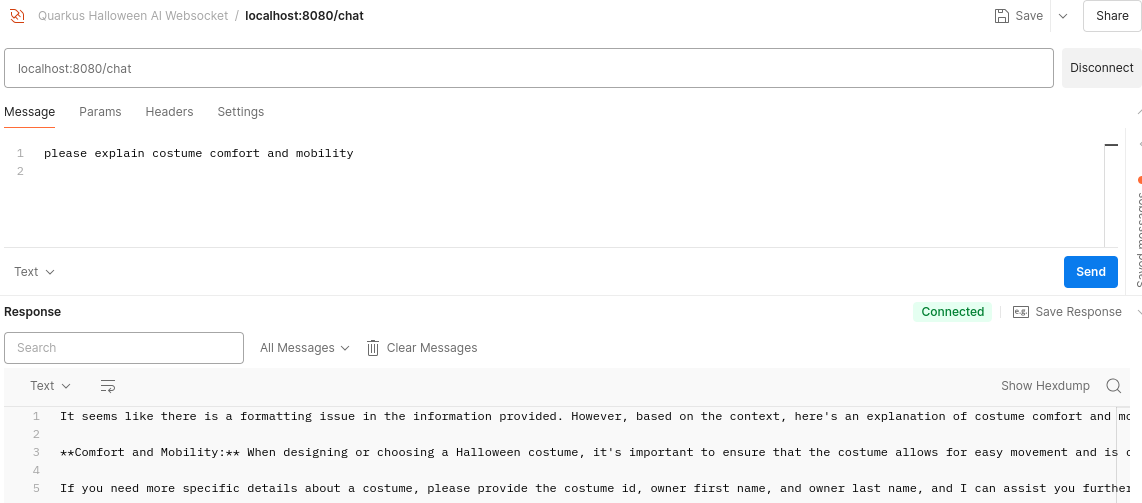 Quarkus Halloween AI Websocket / localhost:8080/chat
Save
Share
localhost:8080/chat
Disconnect
Message Params Headers Settings
1 please explain costume comfort and mobility
2
Saved messages
Text
Send
Response
Connected
e.g. Save Response
Search
All Messages
Clear Messages
Text
Show Hexdump
1 It seems like there is a formatting issue in the information provided. However, based on the context, here's an explanation of costume comfort and mo
2
3 **Comfort and Mobility:** When designing or choosing a Halloween costume, it's important to ensure that the costume allows for easy movement and is
4
5 If you need more specific details about a costume, please provide the costume id, owner first name, and owner last name, and I can assist you further